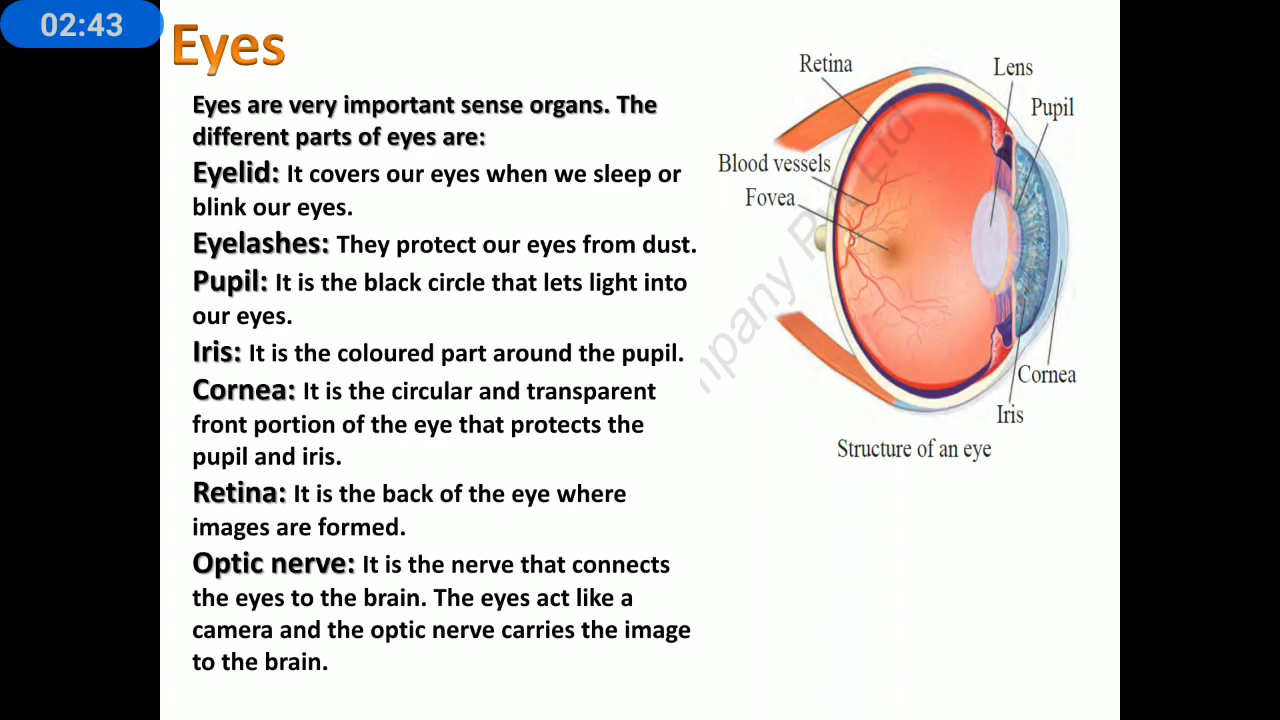 02:43
Eyes
Eyes are very important sense organs. The
different parts of eyes are:
Eyelid: It covers our eyes when we sleep or
blink our eyes.
Eyelashes: They protect our eyes from dust.
Pupil: It is the black circle that lets light into
our eyes.
Iris: It is the coloured part around the pupil.
Cornea: It is the circular and transparent
front portion of the eye that protects the
pupil and iris.
Retina: It is the back of the eye where
images are formed.
Optic nerve: It is the nerve that connects
the eyes to the brain. The eyes act like a
camera and the optic nerve carries the image
to the brain.
Retina
Lens
Pupil
Blood vessels
Fovea
Cornea
Iris
Structure of an eye